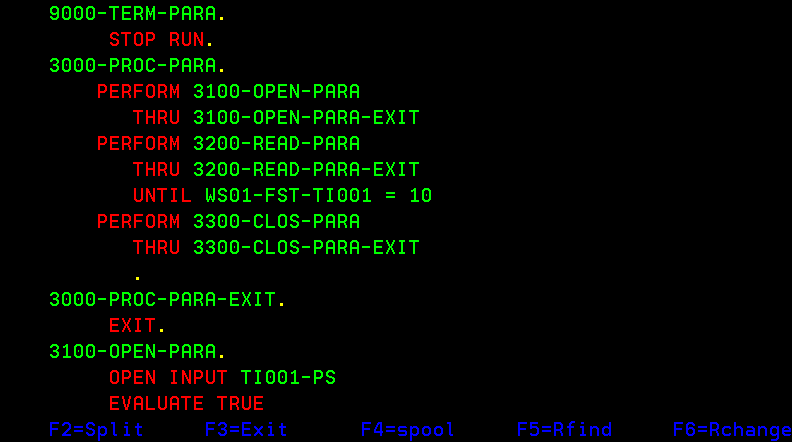 9000-TERM-PARA.
STOP RUN.
3000-PROC-PARA.
PERFORM 3100-OPEN-PARA
THRU 3100-OPEN-PARA-EXIT
PERFORM 3200-READ-PARA
THRU 3200-READ-PARA-EXIT
UNTIL WS01-FST-TI001 = 10
PERFORM 3300-CLOS-PARA
THRU 3300-CLOS-PARA-EXIT
.
3000-PROC-PARA-EXIT.
EXIT.
3100-OPEN-PARA.
OPEN INPUT TI001-PS
EVALUATE TRUE
F2=Split F3=Exit F4=spool F5=Rfind F6=Rchange